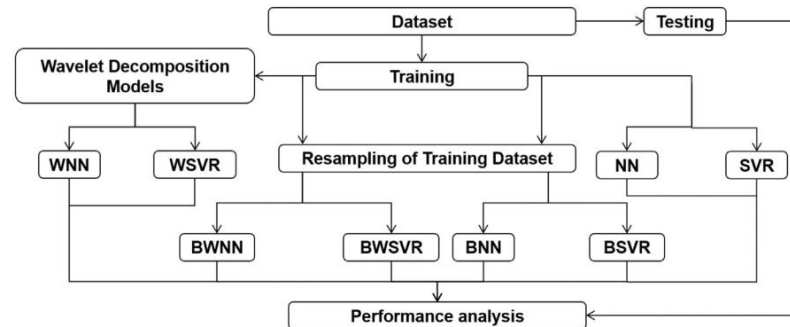 Dataset
Testing
Wavelet Decomposition
Models
Training
WNN
WSVR
Resampling of Training Dataset
NN
SVR
BWNN
BWSVR
BNN
BSVR
Performance analysis